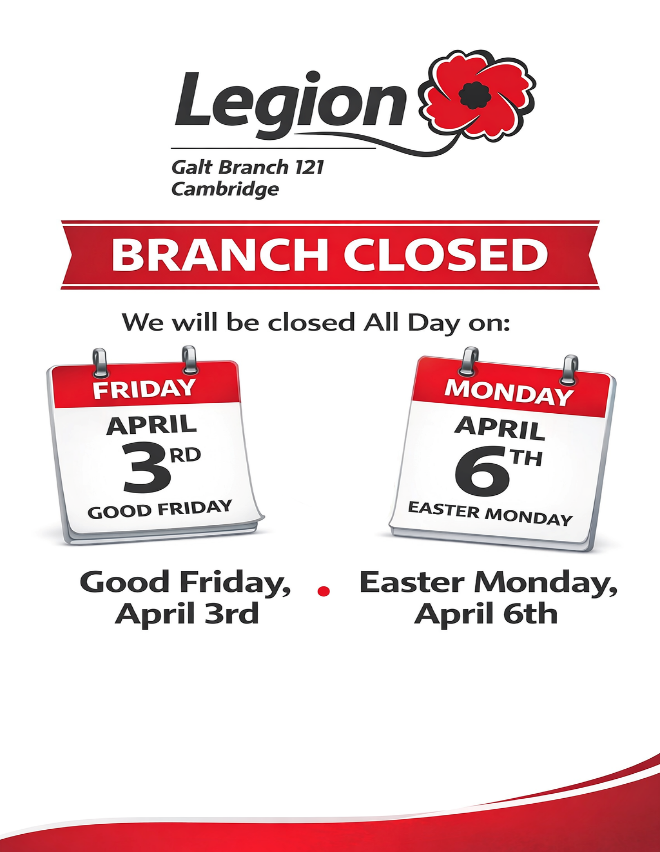 Legion
Galt Branch 121
Cambridge
BRANCH CLOSED
We will be closed All Day on:
FRIDAY
APRIL
3RD
GOOD FRIDAY
MONDAY
APRIL
6TH
EASTER MONDAY
Good Friday,
April 3rd
•
Easter Monday,
April 6th